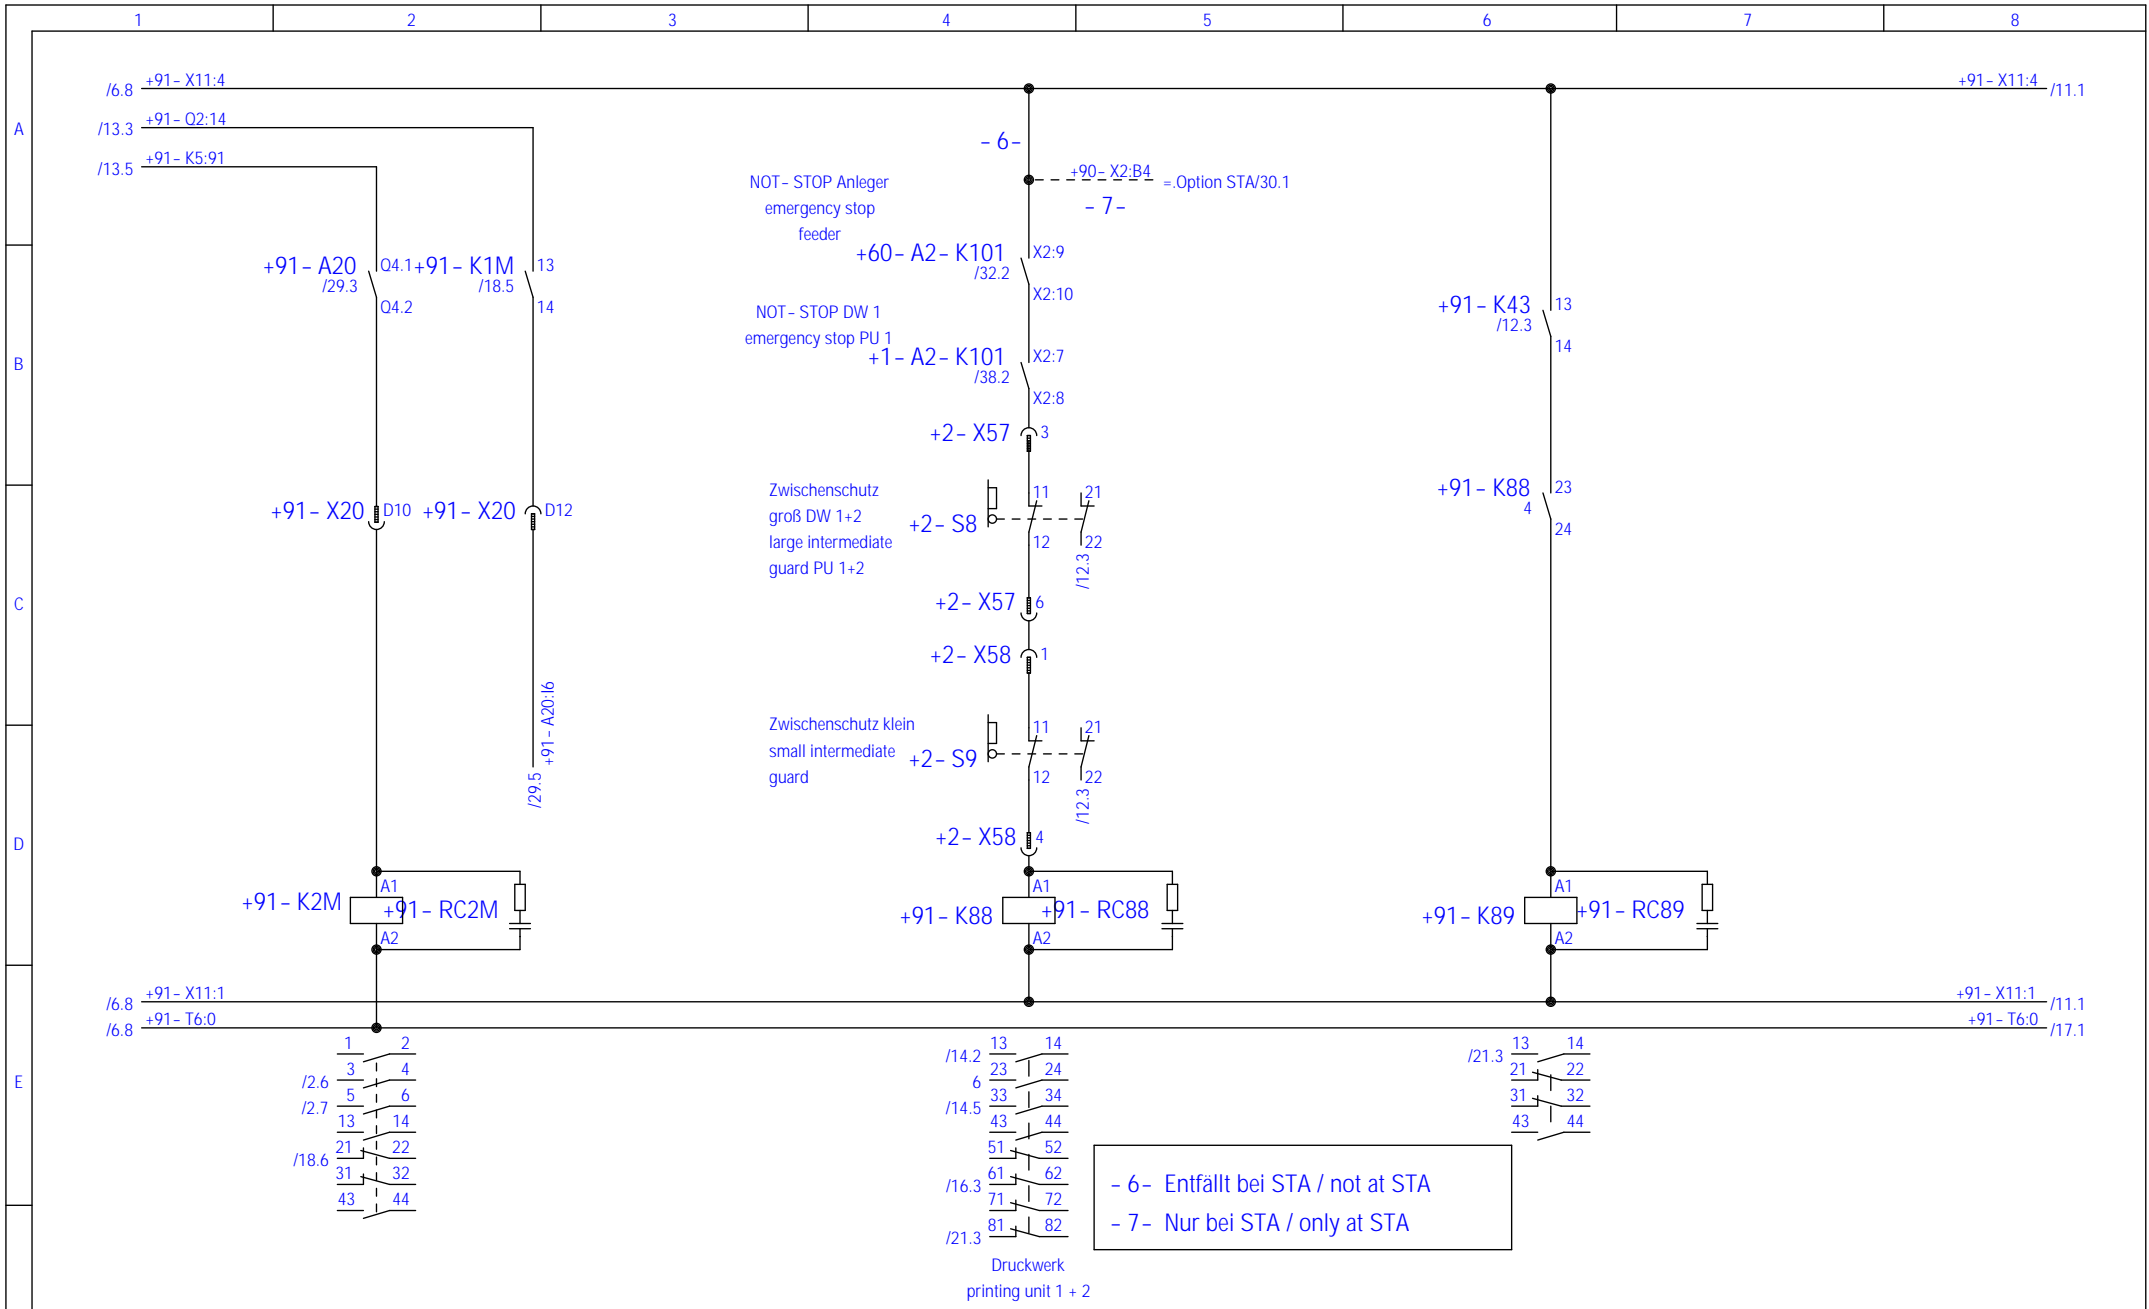 1 2 3 4 5 6 7 8
/6.8 +91-X11:4 +91-X11:4 /11.1
A
/13.3 +91-Q2:14
/13.5 +91-K5:91
-6-
+90-X2:B4 =.Option STA/30.1
-7-
NOT-STOP Anleger
emergency stop
feeder
+60-A2-K101 X2:9
/32.2
X2:10
+91-A20 Q4.1
/29.3
Q4.2
+91-K1M 13
/18.5
14
NOT-STOP DW 1
emergency stop PU 1
+1-A2-K101 X2:7
/38.2
X2:8
+91-K43 13
/12.3
14
B
+2-X57 3
Zwischenschutz
groß DW 1+2
large intermediate
guard PU 1+2
+2-S8
11 21
12 22
/12.3
+91-K88 23
4
24
+91-X20 D10
+91-X20 D12
C
+2-X57 6
+2-X58 1
/29.5 +91-A20:I6
Zwischenschutz klein
small intermediate
guard
+2-S9
11 21
12 22
/12.3
D
+2-X58 4
+91-K2M A1
A2
+91-RC2M
+91-K88 A1
A2
+91-RC88
+91-K89 A1
A2
+91-RC89
/6.8 +91-X11:1 +91-X11:1 /11.1
/6.8 +91-T6:0 +91-T6:0 /17.1
E
1 2
/2.6 3 4
/2.7 5 6
13 14
/18.6 21 22
31 32
43 44
/14.2 13 14
6 23 24
/14.5 33 34
43 44
51 52
/16.3 61 62
71 72
/21.3 81 82
Druckwerk
printing unit 1 + 2
/21.3 13 14
21 22
31 32
43 44
-6- Entfällt bei STA / not at STA
-7- Nur bei STA / only at STA